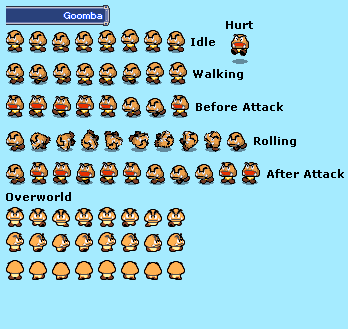 Goomba
Hurt
Idle
Walking
Before Attack
Rolling
After Attack
Overworld